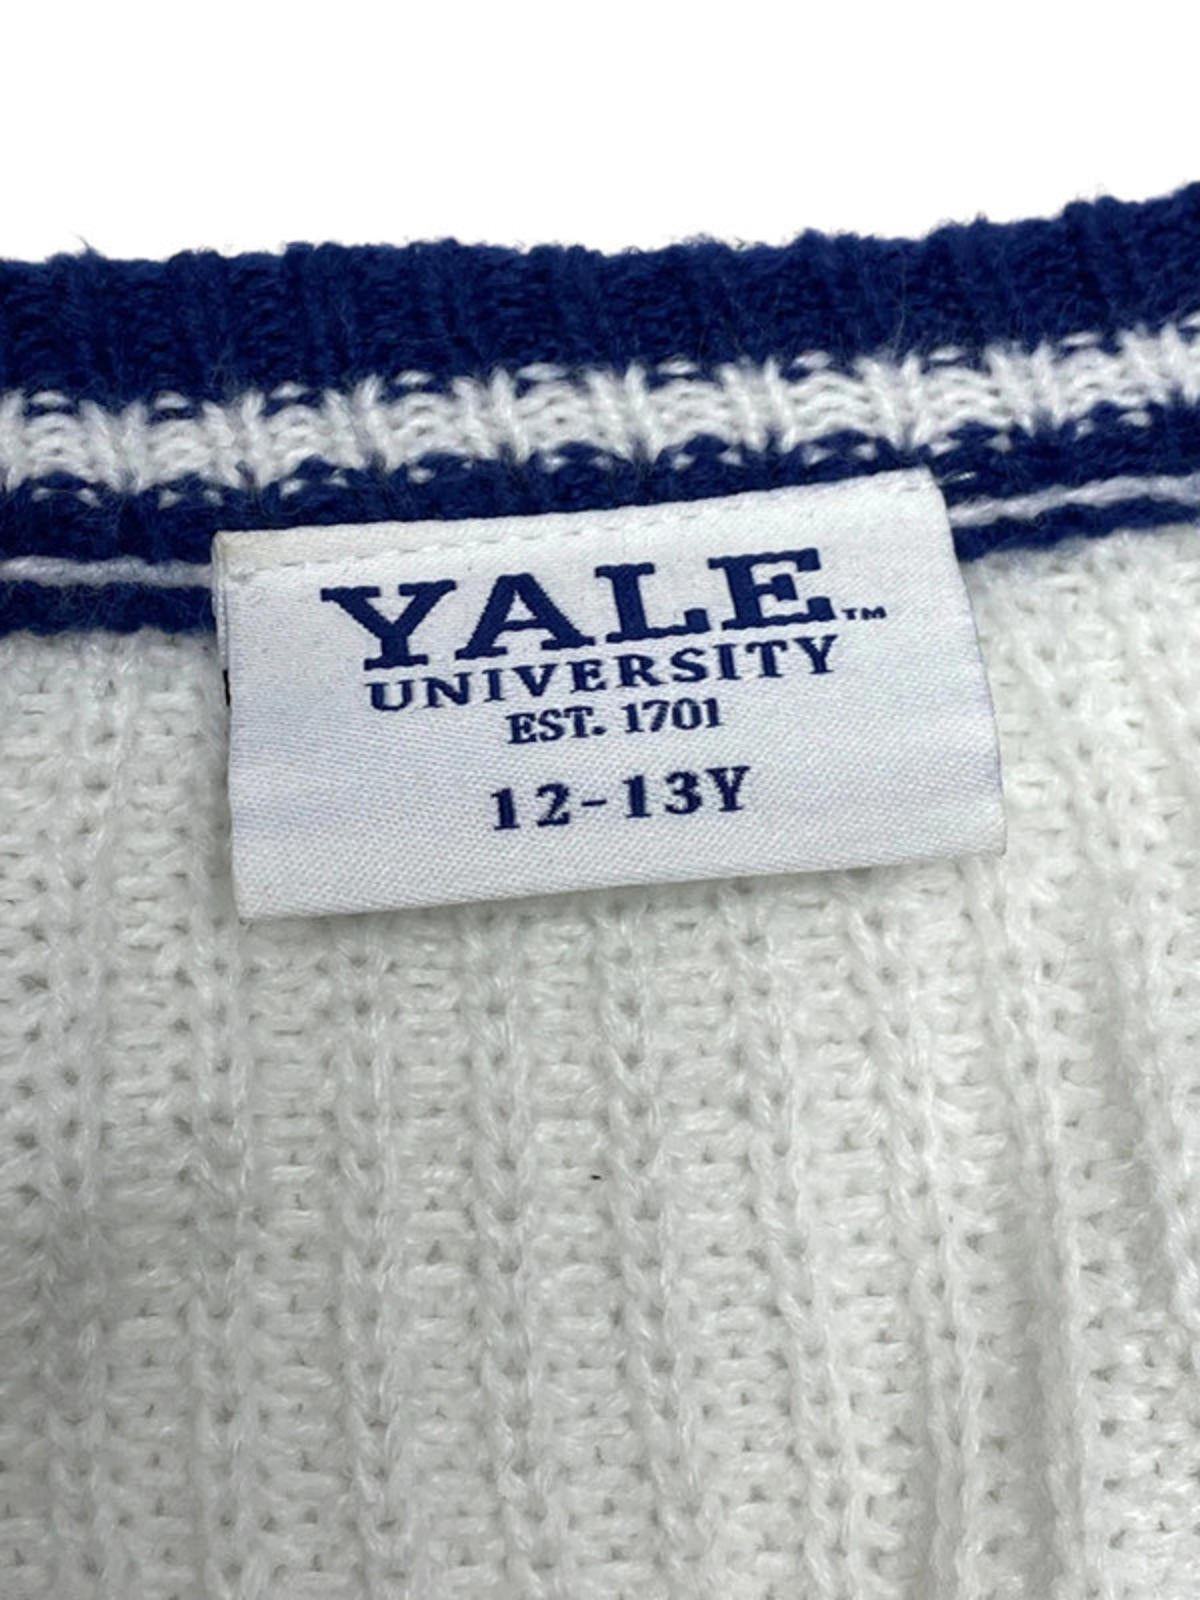 YALE™
UNIVERSITY
EST. 1701
12-13Y